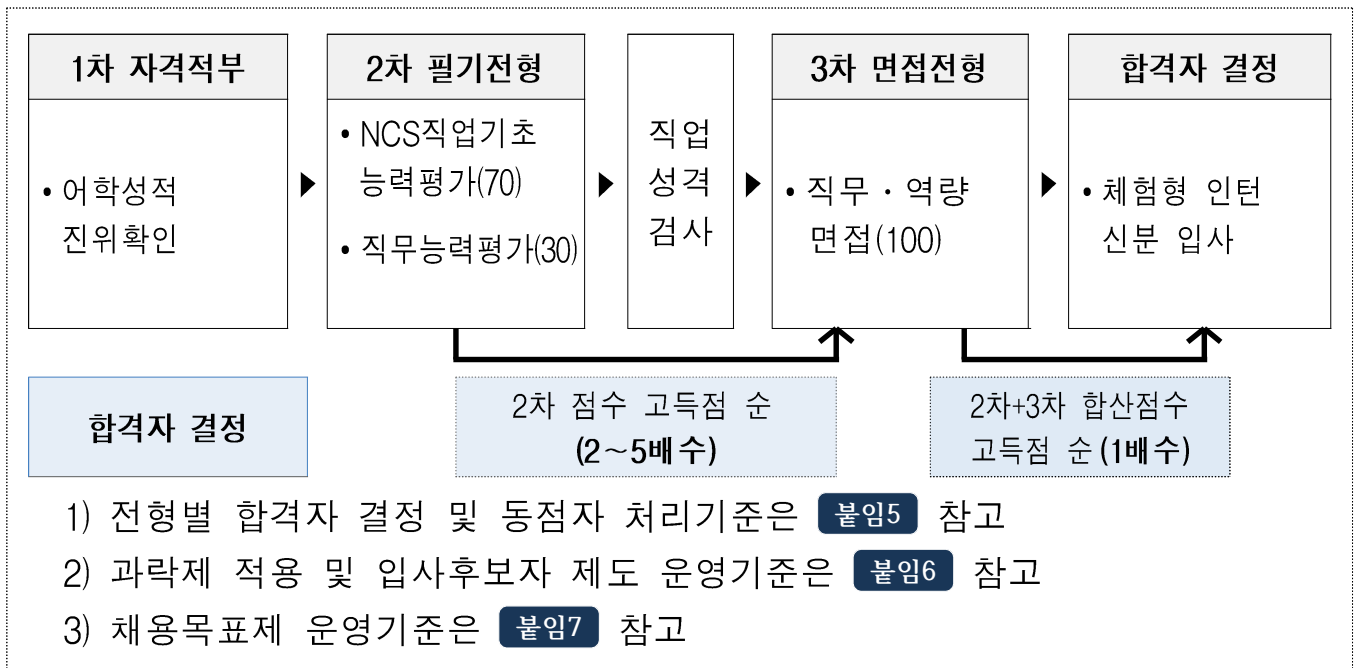 1차 자격적부
• 어학성적
진위확인
2차 필기전형
• NCS직업기초
능력평가(70)
• 직무능력평가(30)
직업
성격
검사
3차 면접전형
• 직무·역량
면접(100)
합격자 결정
• 체험형 인턴
신분 입사
합격자 결정
2차 점수 고득점 순
(2~5배수)
2차+3차 합산점수
고득점 순 (1배수)
1) 전형별 합격자 결정 및 동점자 처리기준은 붙임5 참고
2) 과락제 적용 및 입사후보자 제도 운영기준은 붙임6 참고
3) 채용목표제 운영기준은 붙임7 참고